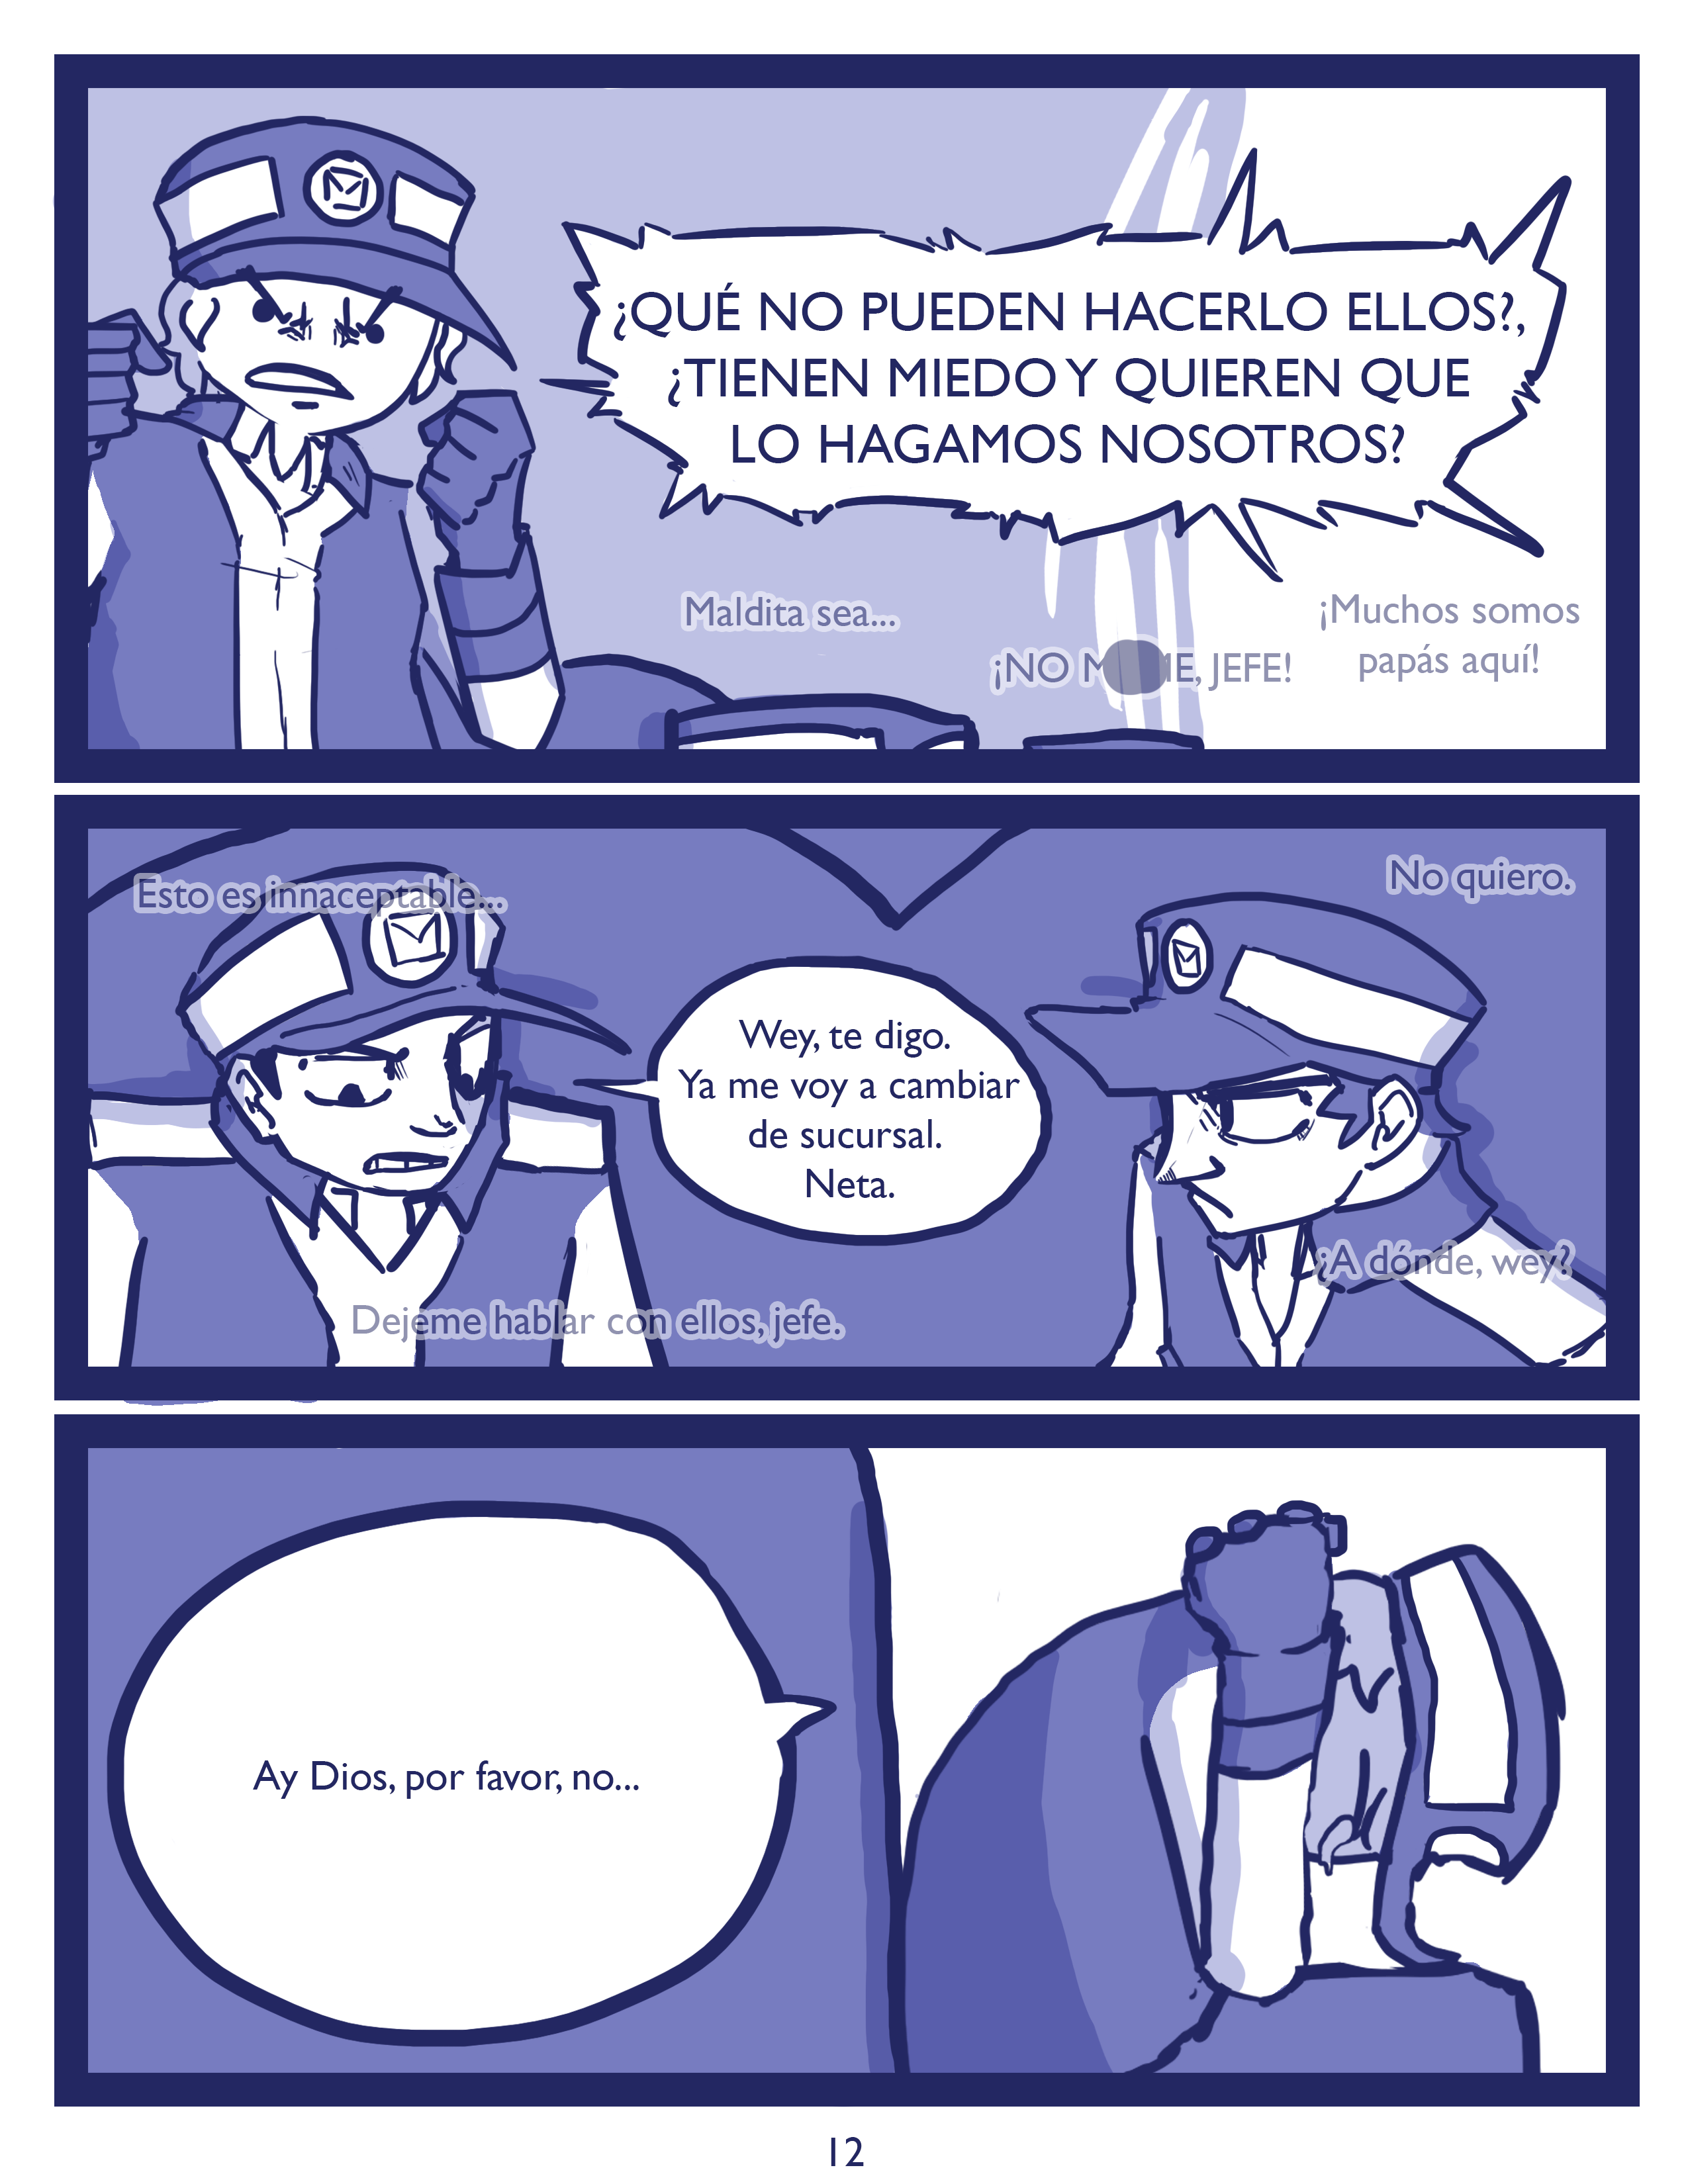 ¿QUÉ NO PUEDEN HACERLO ELLOS?,
¿TIENEN MIEDO Y QUIEREN QUE
LO HAGAMOS NOSOTROS?
Maldita sea...
¡NO M ME, JEFE!
¡Muchos somos
papás aquí!
Esto es innaceptable...
No quiero.
Wey, te digo.
Ya me voy a cambiar
de sucursal.
Neta.
¿A dónde, wey?
Dejeme hablar con ellos, jefe.
Ay Dios, por favor, no...
12